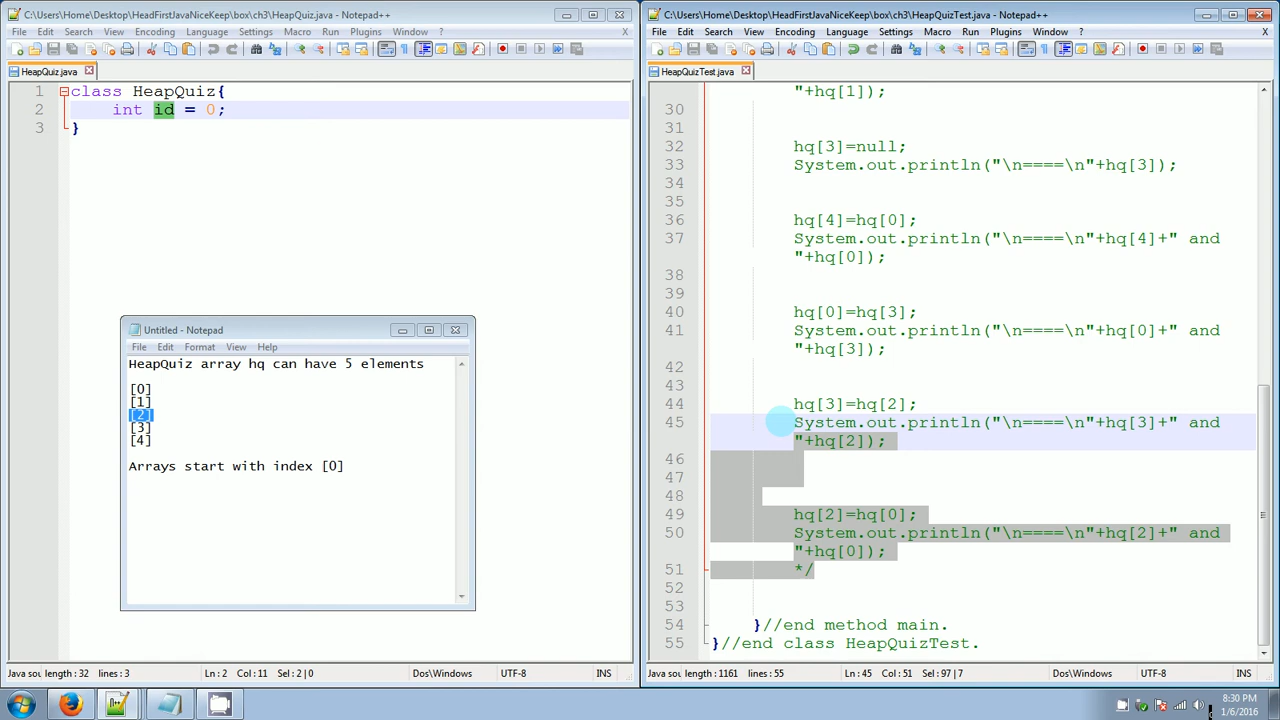 C:\Users\Home\Desktop\HeadFirstJavaNiceKeep\box\ch3\HeapQuiz.java - Notepad++
File Edit Search View Encoding Language Settings Macro Run Plugins Window ? X
HeapQuiz.java
1 class HeapQuiz{
2 int id = 0;
3 }
Untitled - Notepad
File Edit Format View Help
HeapQuiz array hq can have 5 elements
[0]
[1]
[2]
[3]
[4]
Arrays start with index [0]
Java sou length : 32 lines : 3 Ln : 2 Col : 11 Sel : 2 | 0 Dos\Windows UTF-8 INS
C:\Users\Home\Desktop\HeadFirstJavaNiceKeep\box\ch3\HeapQuizTest.java - Notepad++
File Edit Search View Encoding Language Settings Macro Run Plugins Window ? X
HeapQuizTest.java
"+hq[1]);
30
31
32 hq[3]=null;
33 System.out.println("\n====\n"+hq[3]);
34
35
36 hq[4]=hq[0];
37 System.out.println("\n====\n"+hq[4]+" and
"+hq[0]);
38
39
40 hq[0]=hq[3];
41 System.out.println("\n====\n"+hq[0]+" and
"+hq[3]);
42
43
44 hq[3]=hq[2];
45 System.out.println("\n====\n"+hq[3]+" and
"+hq[2]);
46
47
48
49 hq[2]=hq[0];
50 System.out.println("\n====\n"+hq[2]+" and
"+hq[0]);
51 */
52
53
54 }//end method main.
55 }//end class HeapQuizTest.
Java sou length : 1161 lines : 55 Ln : 45 Col : 51 Sel : 97 | 7 Dos\Windows UTF-8 INS
8:30 PM
1/6/2016